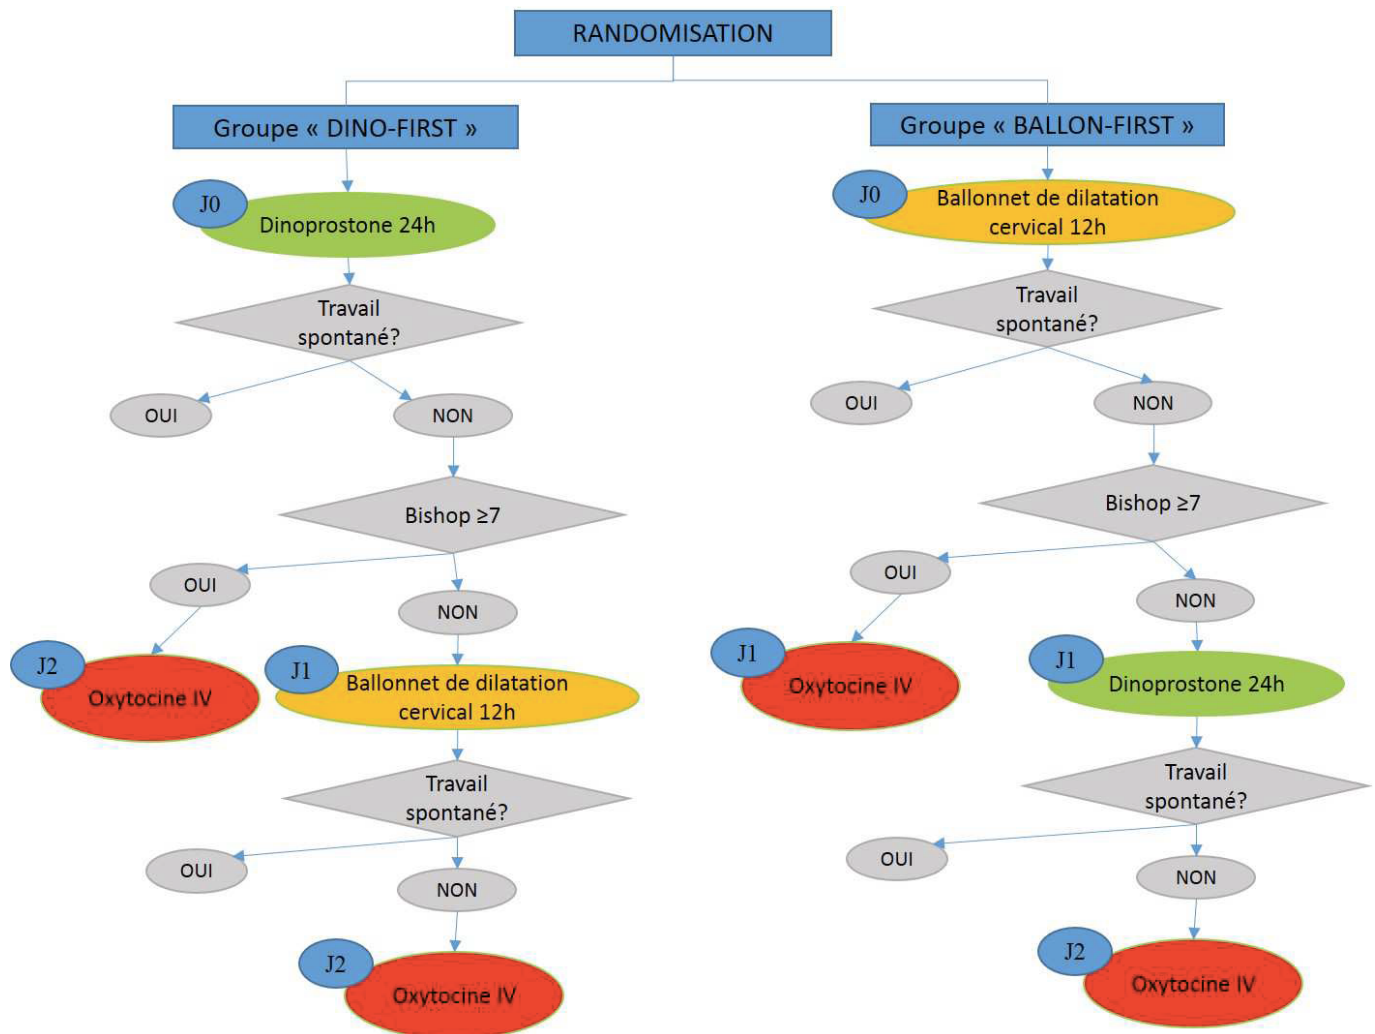 RANDOMISATION
Groupe « DINO-FIRST »
Groupe « BALLON-FIRST »
J0
Dinoprostone 24h
J0
Ballonnet de dilatation
cervical 12h
Travail
spontané?
Travail
spontané?
OUI
NON
OUI
NON
Bishop ≥7
Bishop ≥7
OUI
NON
OUI
NON
J2
Oxytocine IV
J1
Ballonnet de dilatation
cervical 12h
J1
Oxytocine IV
J1
Dinoprostone 24h
Travail
spontané?
Travail
spontané?
OUI
NON
OUI
NON
J2
Oxytocine IV
J2
Oxytocine IV